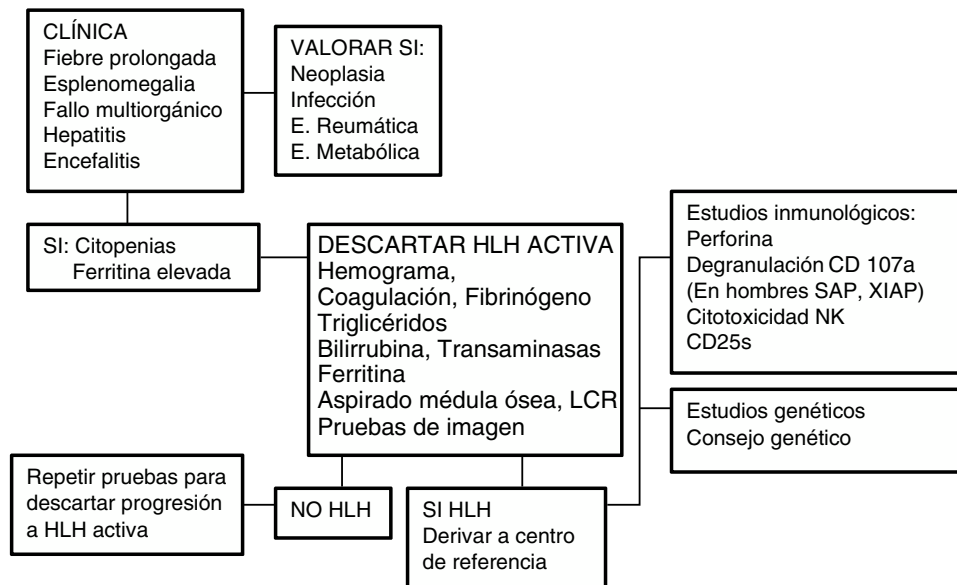 CLÍNICA
Fiebre prolongada
Esplenomegalia
Fallo multiorgánico
Hepatitis
Encefalitis
VALORAR SI:
Neoplasia
Infección
E. Reumática
E. Metabólica
SI: Citopenias
Ferritina elevada
DESCARTAR HLH ACTIVA
Hemograma,
Coagulación, Fibrinógeno
Triglicéridos
Bilirrubina, Transaminasas
Ferritina
Aspirado médula ósea, LCR
Pruebas de imagen
Estudios inmunológicos:
Perforina
Degranulación CD 107a
(En hombres SAP, XIAP)
Citotoxicidad NK
CD25s
Estudios genéticos
Consejo genético
Repetir pruebas para
descartar progresión
a HLH activa
NO HLH
SI HLH
Derivar a centro
de referencia